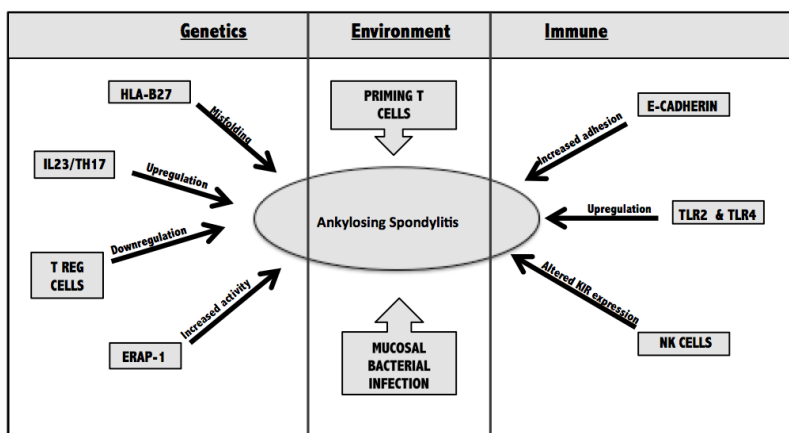 Genetics
Environment
Immune
HLA-B27
Misfolding
IL23/TH17
Upregulation
T REG
CELLS
Downregulation
ERAP-1
Increased activity
PRIMING T
CELLS
Ankylosing Spondylitis
MUCOSAL
BACTERIAL
INFECTION
E-CADHERIN
Increased adhesion
TLR2 & TLR4
Upregulation
Altered KIR expression
NK CELLS